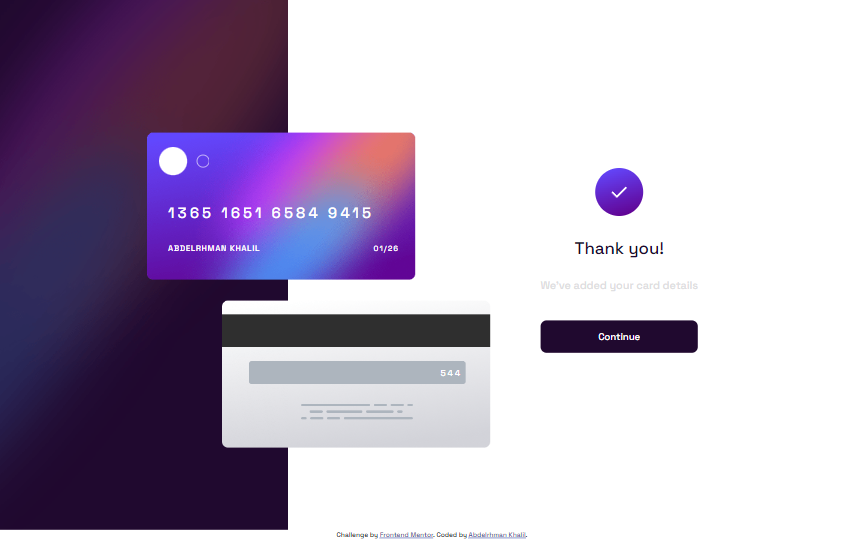 1365 1651 6584 9415
ABDELRHMAN KHALIL 01/26
544
Thank you!
We've added your card details
Continue
Challenge by Frontend Mentor. Coded by Abdelrhman Khalil.